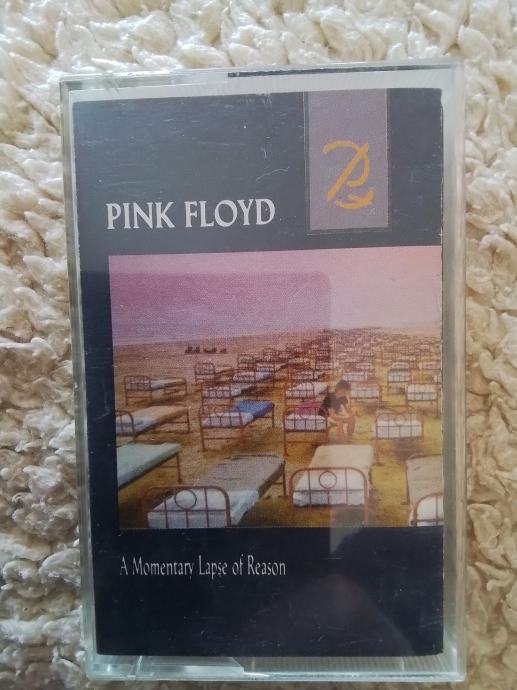 PINK FLOYD
A Momentary Lapse of Reason